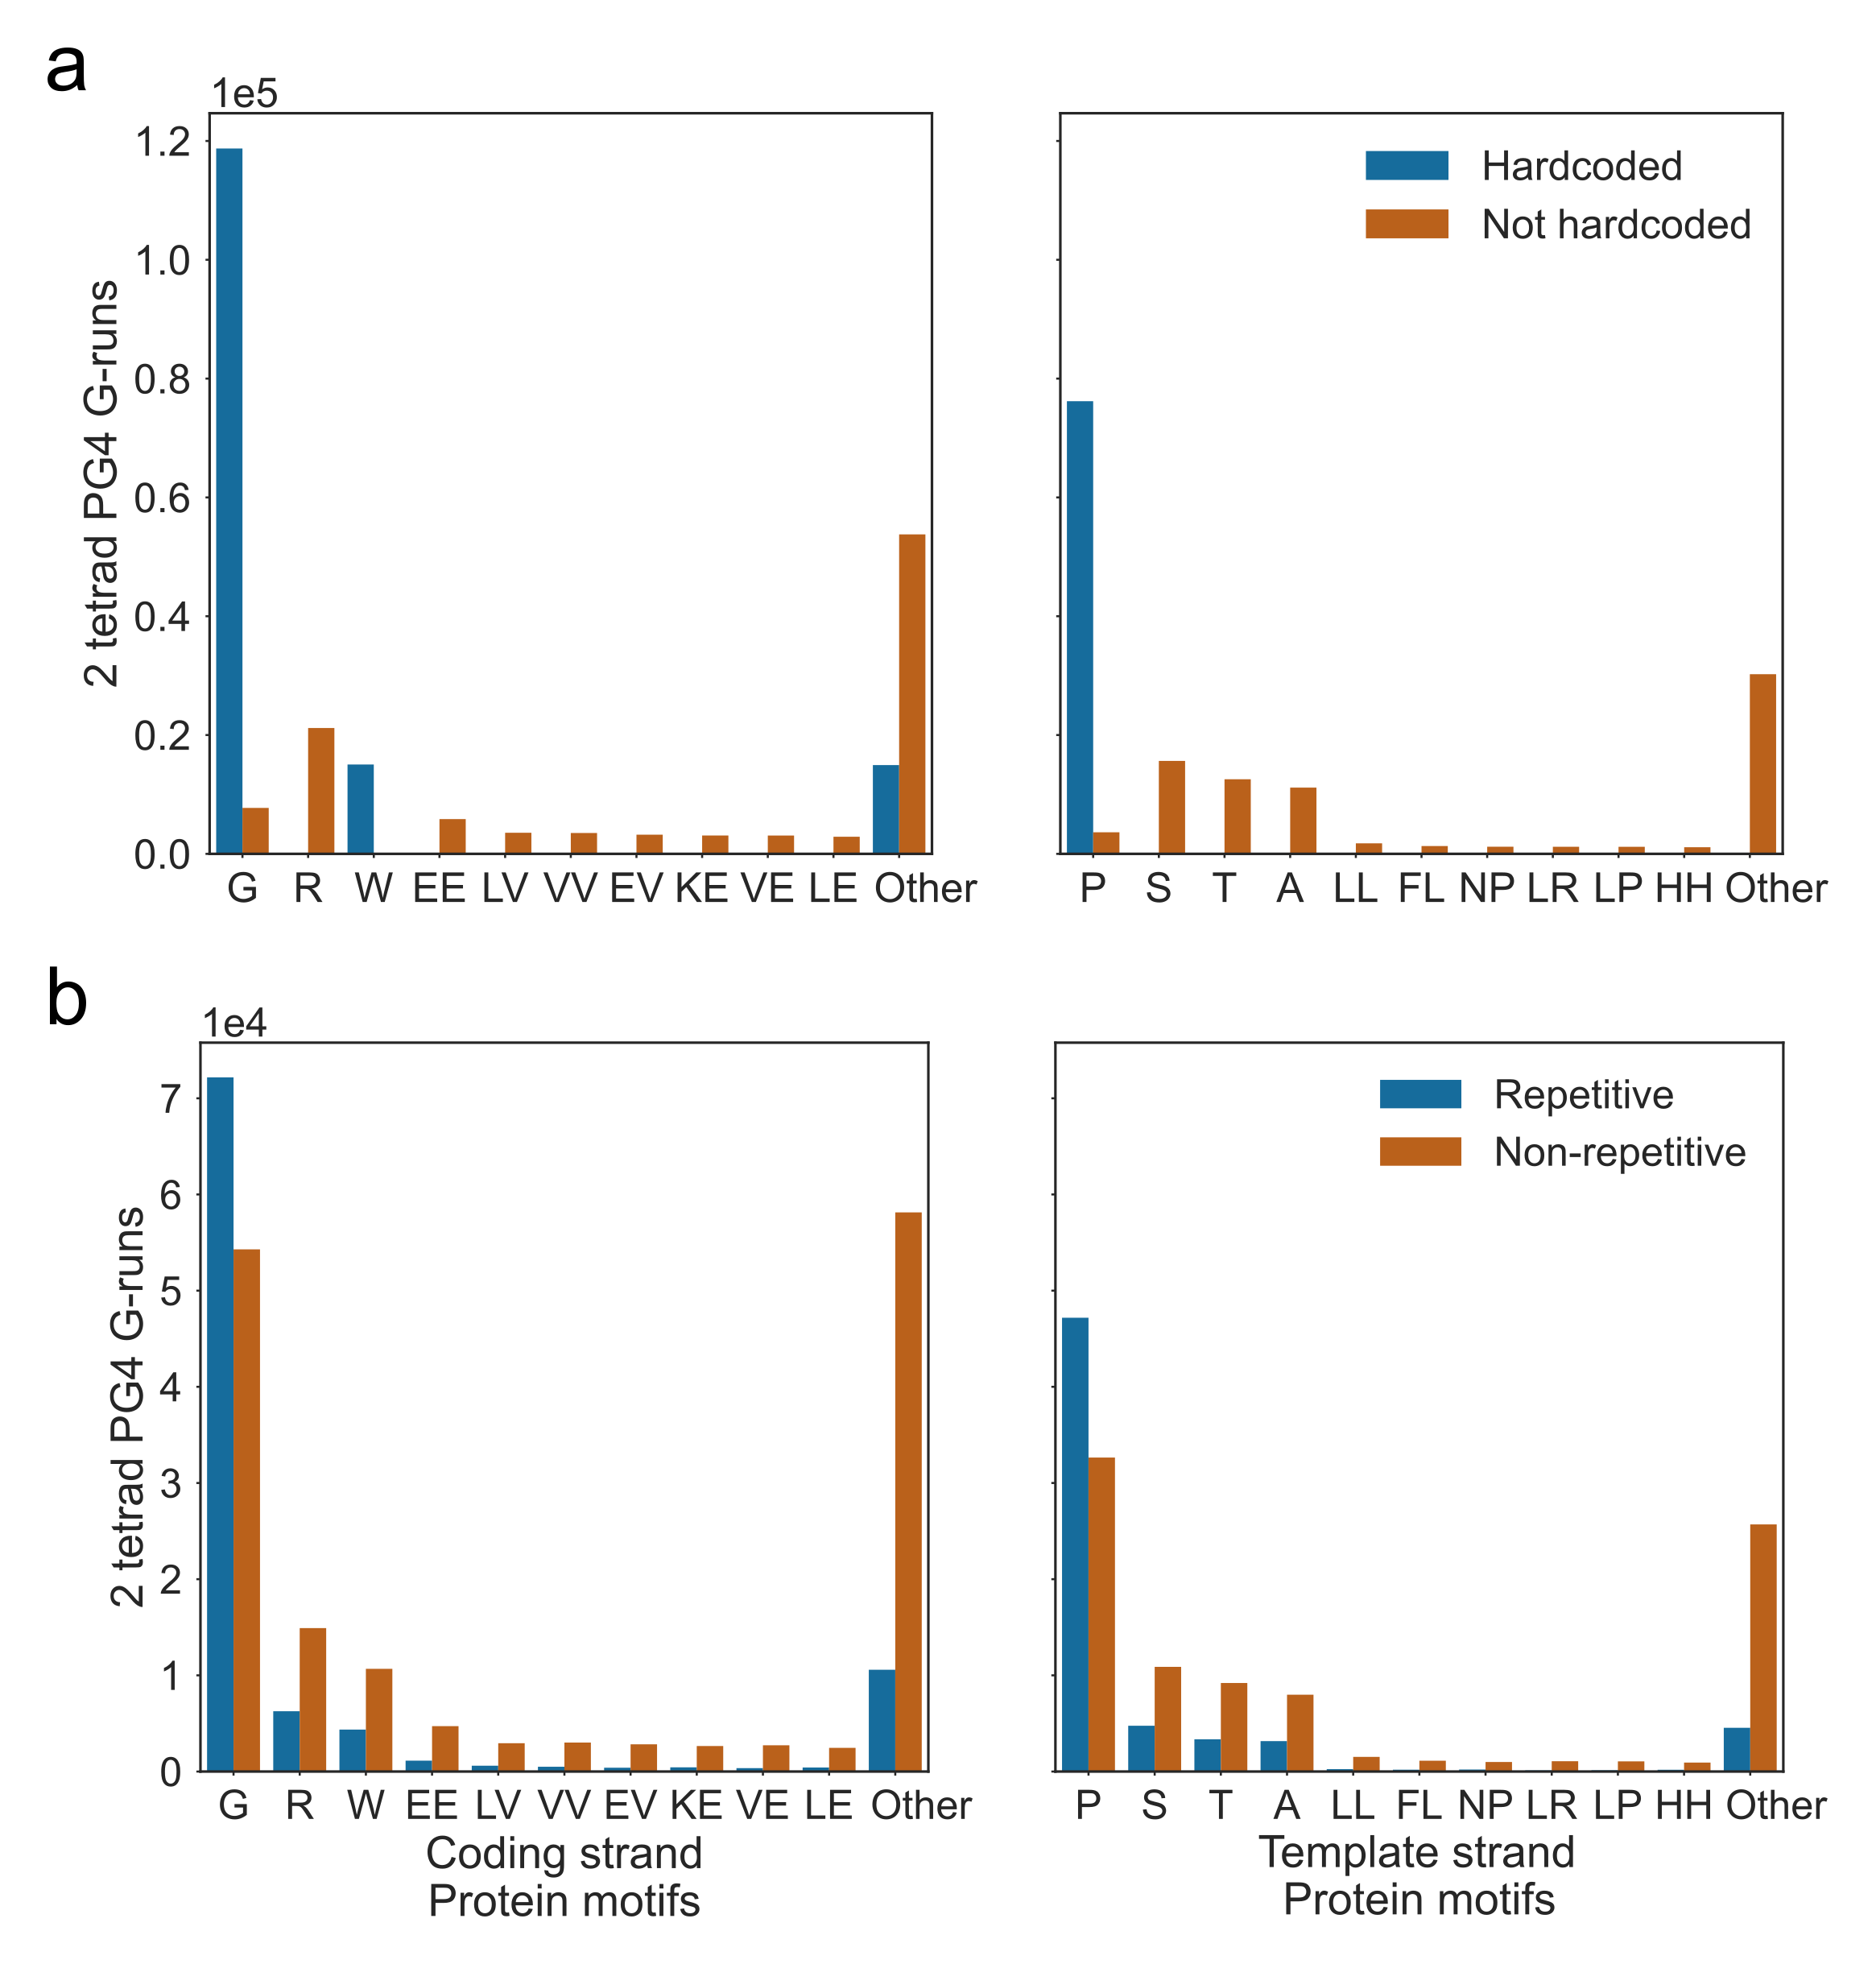 a
1e5
1.2
1.0
0.8
0.6
0.4
0.2
0.0
2 tetrad PG4 G-runs
G R W EE LV VV EV KE VE LE Other
Hardcoded
Not hardcoded
P S T A LL FL NP LR LP HH Other
b
1e4
7
6
5
4
3
2
1
0
2 tetrad PG4 G-runs
G R W EE LV VV EV KE VE LE Other
Coding strand
Protein motifs
Repetitive
Non-repetitive
P S T A LL FL NP LR LP HH Other
Template strand
Protein motifs